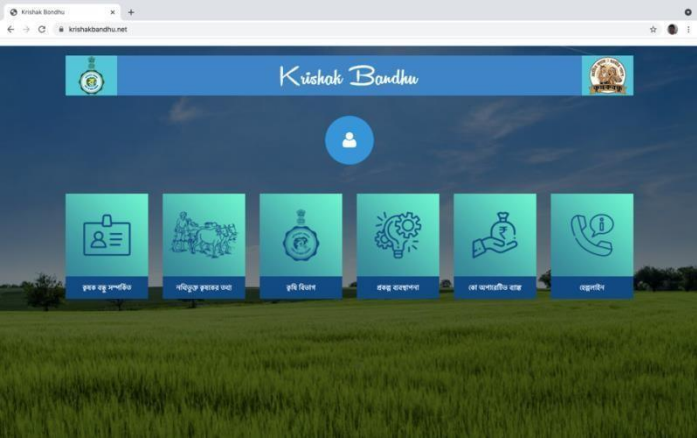 Krishak Bandhu
krishakbandhu.net
Krishak Bandhu
কৃষক বন্ধু সম্পর্কিত
নথিভুক্ত কৃষকের তথ্য
কৃষি বিভাগ
প্রকল্প ব্যবস্থাপনা
কো অপারেটিভ ব্যাঙ্ক
হেল্পলাইন